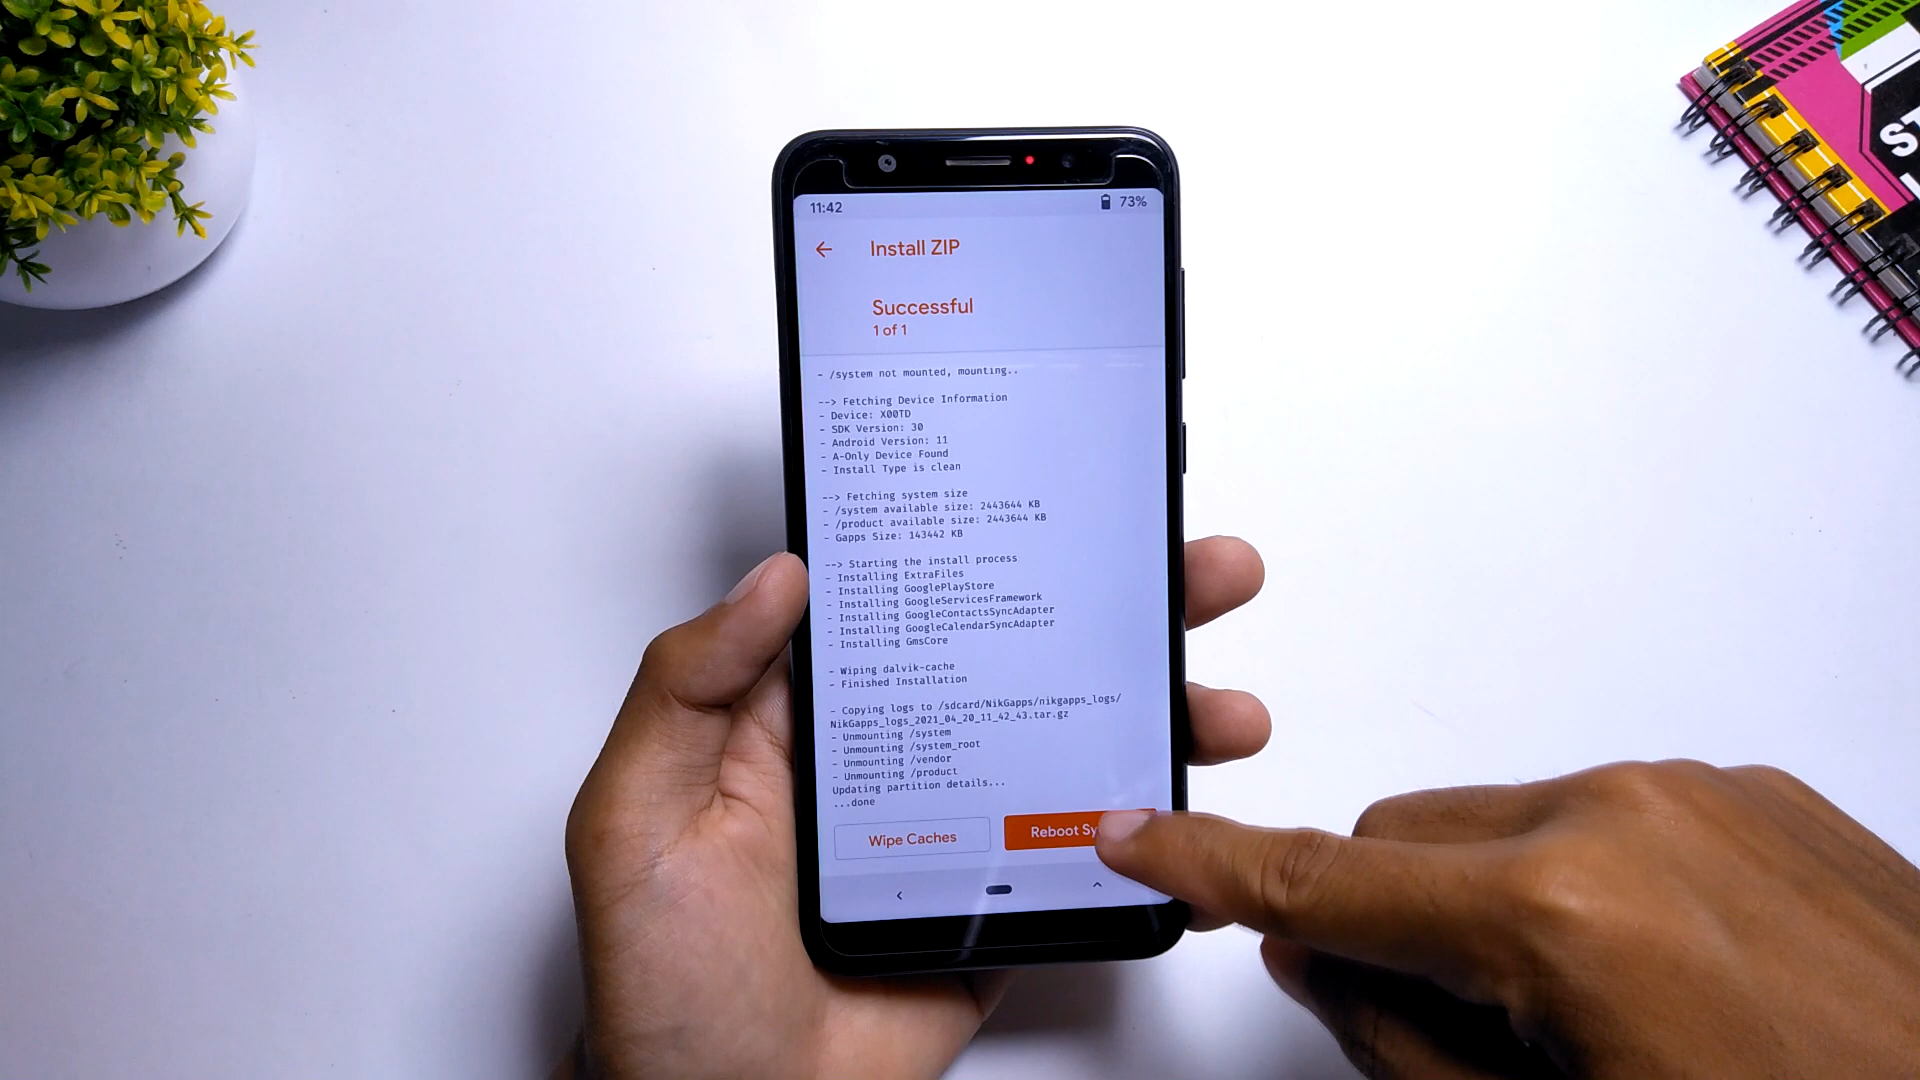 11:42
73%
Install ZIP
Successful
1 of 1
- /system not mounted, mounting..
--> Fetching Device Information
- Device: X00TD
- SDK Version: 30
- Android Version: 11
- A-Only Device Found
- Install Type is clean
--> Fetching system size
- /system available size: 2443644 KB
- /product available size: 2443644 KB
- Gapps Size: 143442 KB
--> Starting the install process
- Installing ExtraFiles
- Installing GooglePlayStore
- Installing GoogleServicesFramework
- Installing GoogleContactsSyncAdapter
- Installing GoogleCalendarSyncAdapter
- Installing GmsCore
- Wiping dalvik-cache
- Finished Installation
- Copying logs to /sdcard/NikGapps/nikgapps_logs/
NikGapps_logs_2021_04_20_11_42_43.tar.gz
- Unmounting /system
- Unmounting /system_root
- Unmounting /vendor
- Unmounting /product
Updating partition details...
...done
Wipe Caches
Reboot Sy